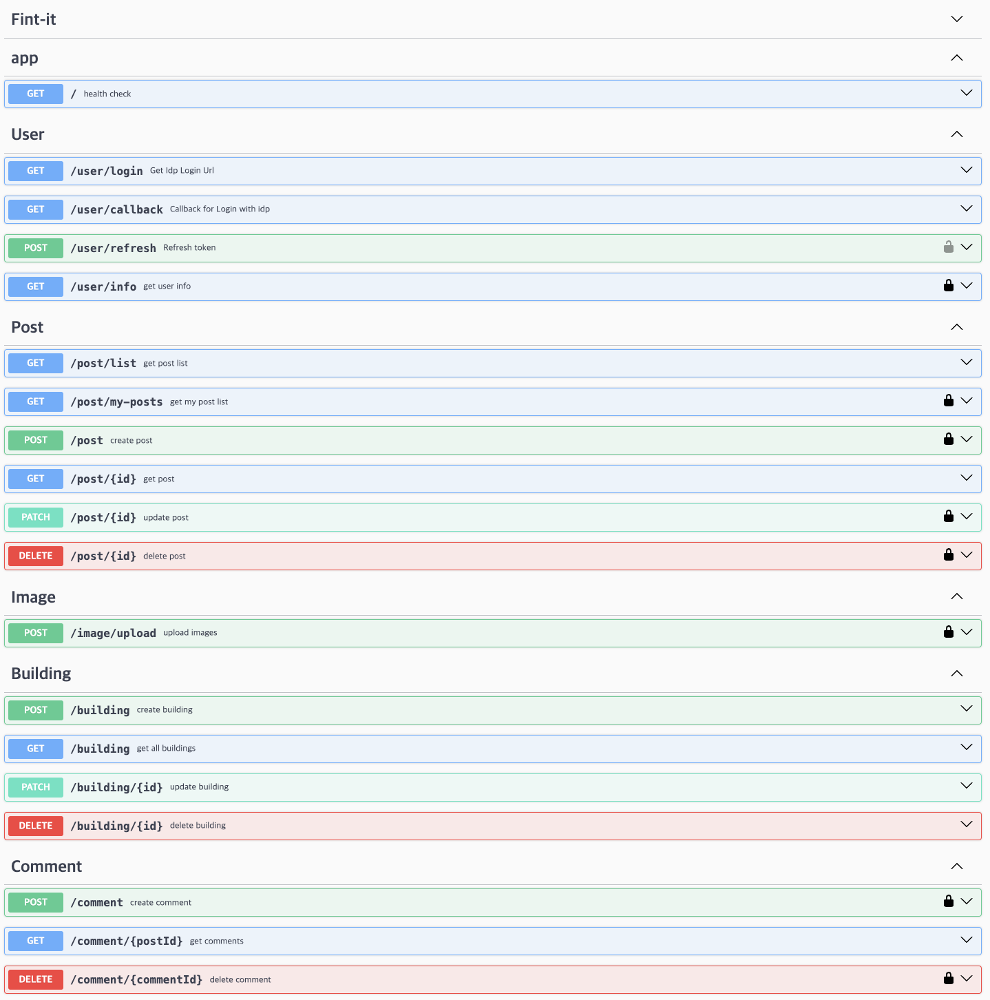 Fint-it
app
GET / health check
User
GET /user/login Get Idp Login Url
GET /user/callback Callback for Login with idp
POST /user/refresh Refresh token
GET /user/info get user info
Post
GET /post/list get post list
GET /post/my-posts get my post list
POST /post create post
GET /post/{id} get post
PATCH /post/{id} update post
DELETE /post/{id} delete post
Image
POST /image/upload upload images
Building
POST /building create building
GET /building get all buildings
PATCH /building/{id} update building
DELETE /building/{id} delete building
Comment
POST /comment create comment
GET /comment/{postId} get comments
DELETE /comment/{commentId} delete comment